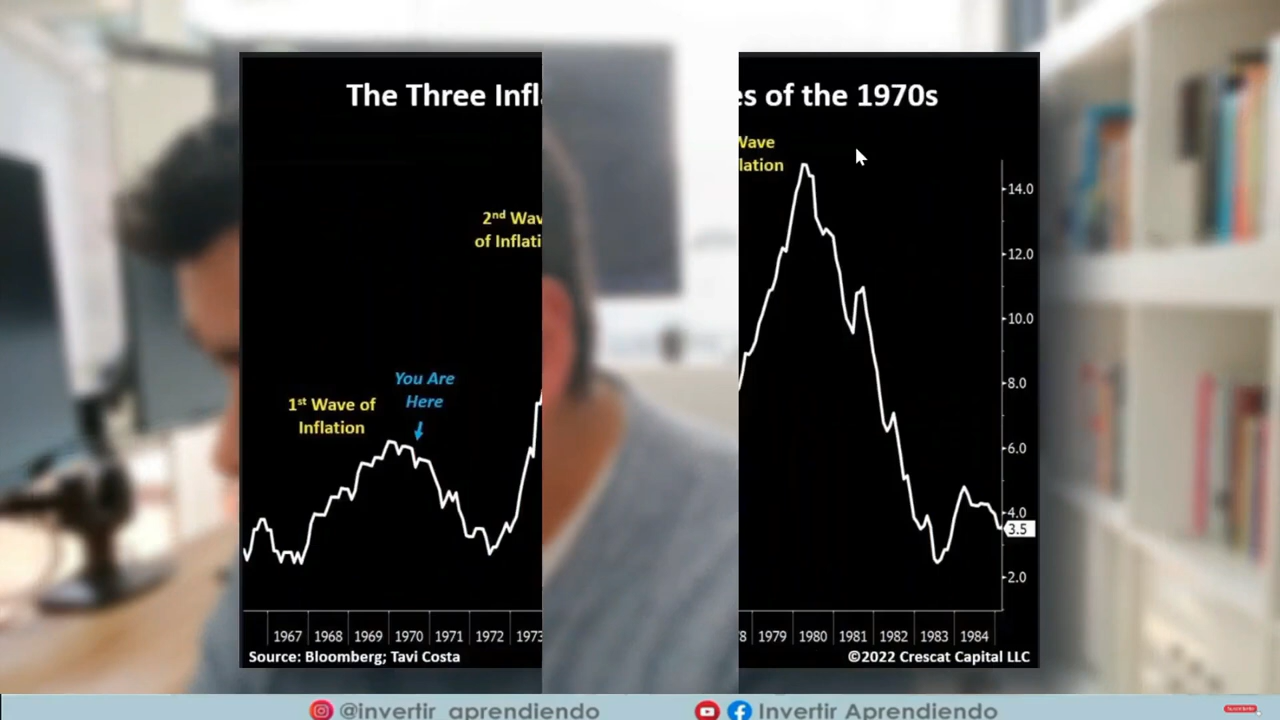 The Three Infl
es of the 1970s
Wave
lation
2nd Wav
of Inflati
You Are
Here
1st Wave of
Inflation
14.0
12.0
10.0
8.0
6.0
4.0
3.5
2.0
1967 1968 1969 1970 1971 1972 1973
8 1979 1980 1981 1982 1983 1984
Source: Bloomberg; Tavi Costa
©2022 Crescat Capital LLC
@invertir_aprendiendo
Invertir Aprendiendo